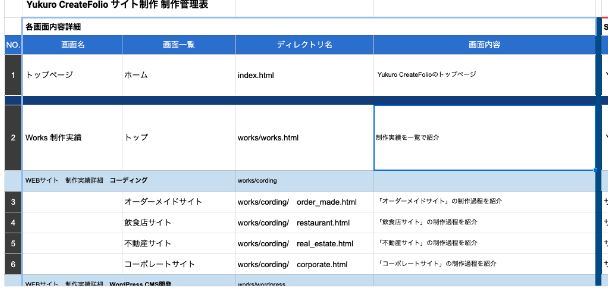 Yukuro CreateFolio サイト制作 制作管理表
各画面内容詳細
NO. 画面名 画面一覧 ディレクトリ名 画面内容
1 トップページ ホーム index.html Yukuro CreateFolioのトップページ
2 Works 制作実績 トップ works/works.html 制作実績を一覧で紹介
WEBサイト 制作実績詳細 コーディング works/cording
3 オーダーメイドサイト works/cording/ order_made.html 「オーダーメイドサイト」の制作過程を紹介
4 飲食店サイト works/cording/ restaurant.html 「飲食店サイト」の制作過程を紹介
5 不動産サイト works/cording/ real_estate.html 「不動産サイト」の制作過程を紹介
6 コーポレートサイト works/cording/ corporate.html 「コーポレートサイト」の制作過程を紹介
WEBサイト 制作実績詳細 WordPress CMS開発 works/wordpress